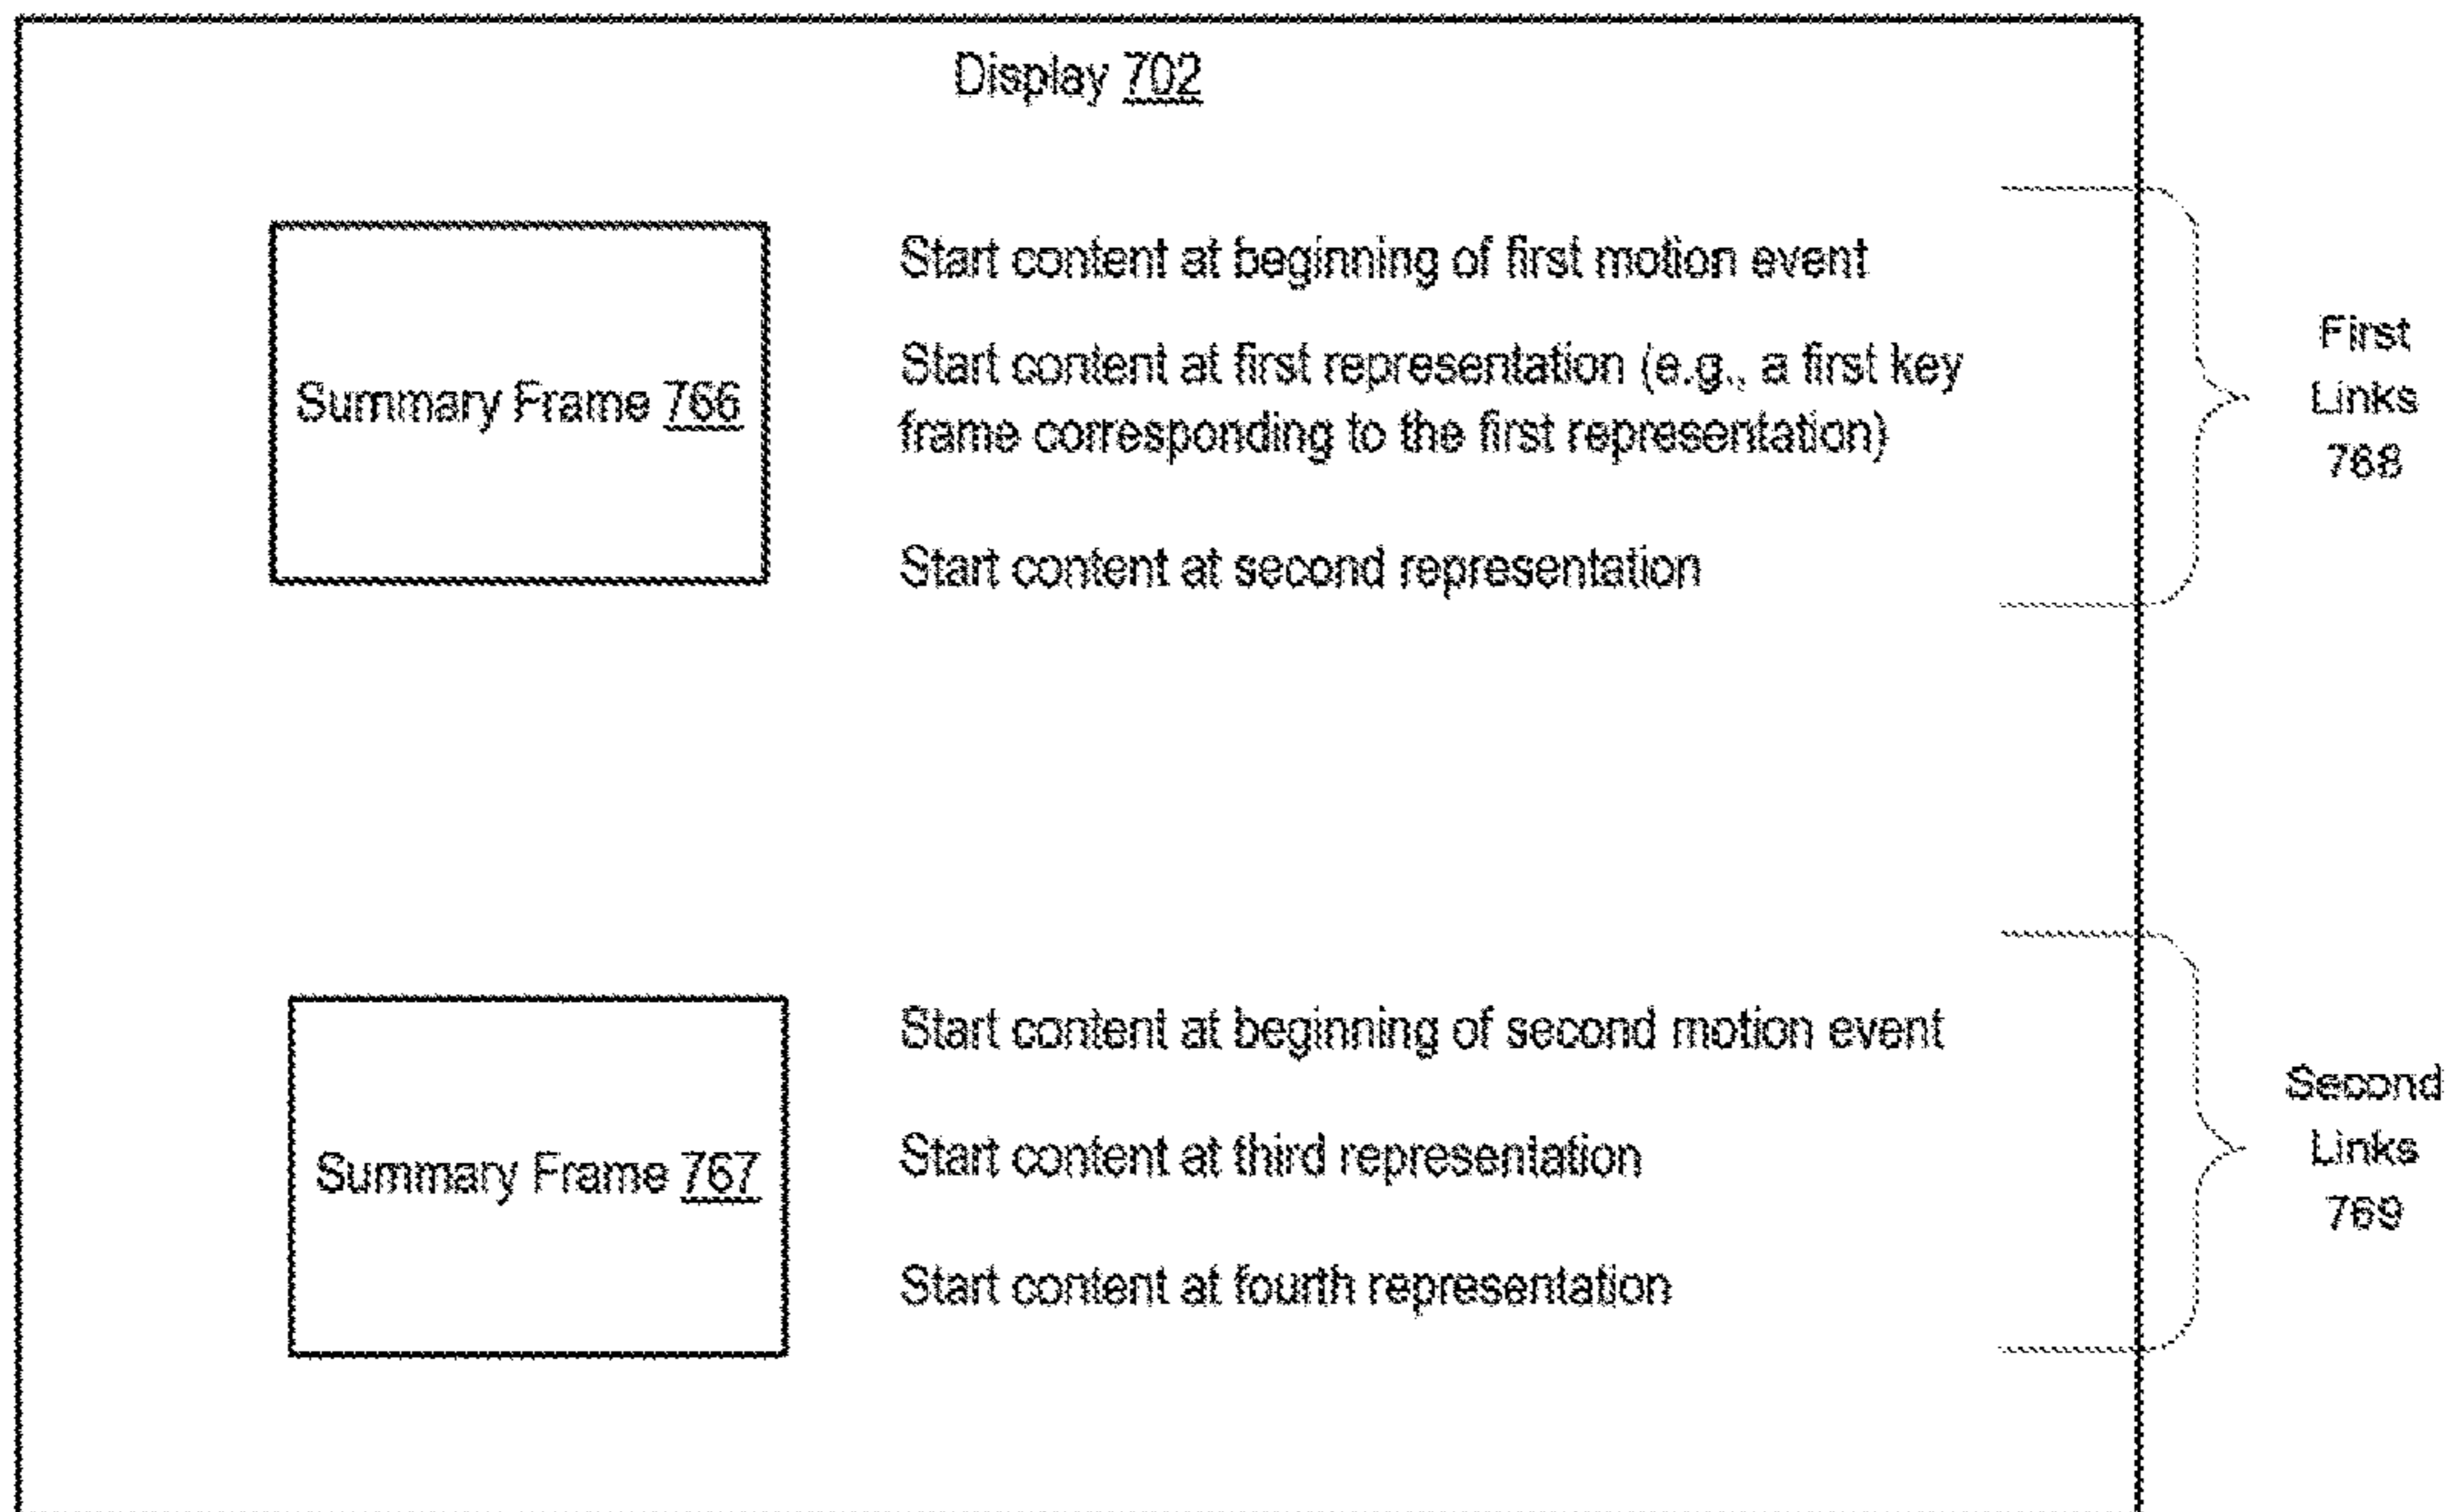 Display 702
Start content at beginning of first motion event
Start content at first representation (e.g., a first key
frame corresponding to the first representation)
Start content at second representation
Summary Frame 766
First
Links
768
Start content at beginning of second motion event
Start content at third representation
Start content at fourth representation
Summary Frame 767
Second
Links
769